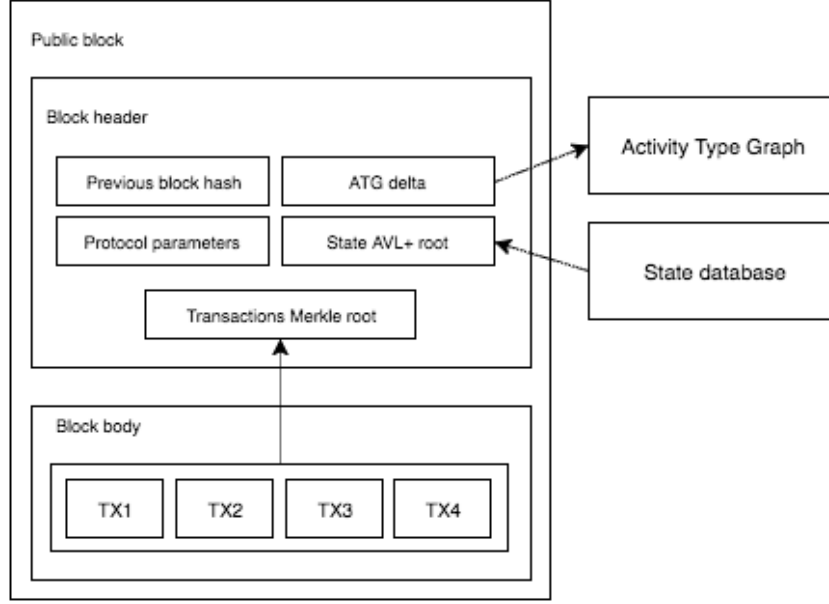 Public block
Block header
Previous block hash
ATG delta
Activity Type Graph
Protocol parameters
State AVL+ root
State database
Transactions Merkle root
Block body
TX1
TX2
TX3
TX4